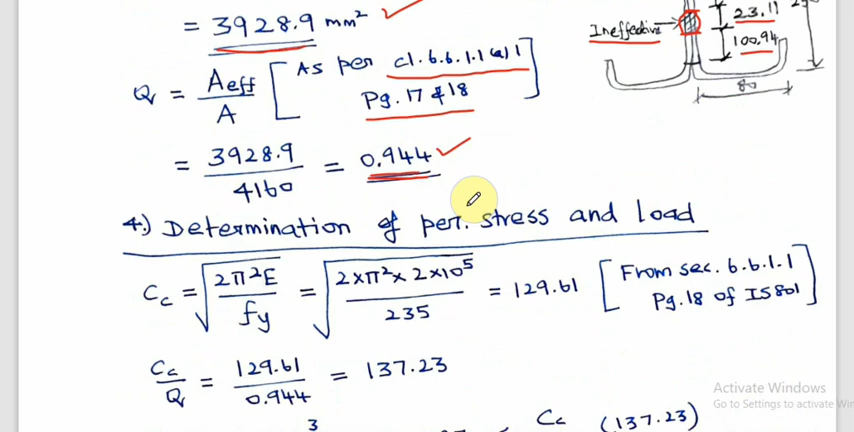 = 3928.9 mm²
Q = Aeff / A [As per cl. 6.6.1.1 (a) 1
Pg. 17 & 18]
= 3928.9 / 4160 = 0.944
Ineffective
23.11
100.94
80
4.) Determination of per. stress and Load
Cc = √(2π²E / fy) = √(2×π²×2×10⁵ / 235) = 129.61 [From sec. 6.6.1.1
Pg. 18 of IS801]
Cc / Q = 129.61 / 0.944 = 137.23
Activate Windows
Go to Settings to activate Win
3
Cc (137.23)